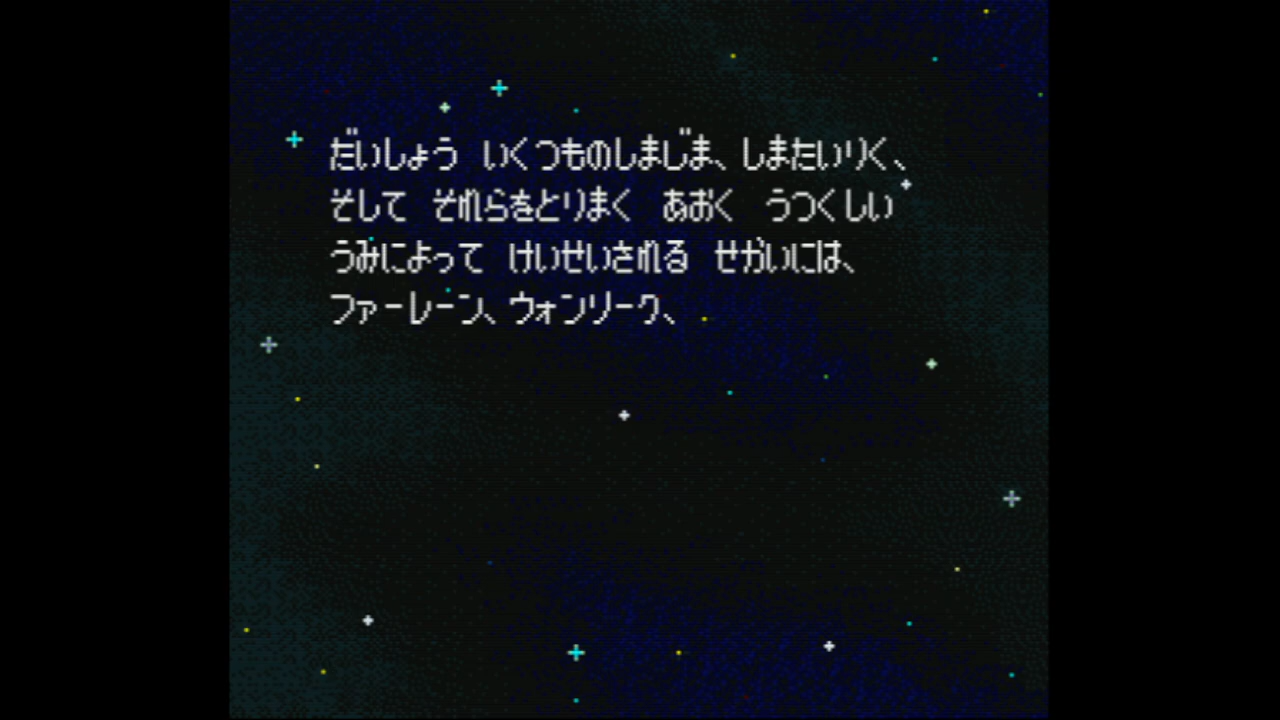 だいしょう いくつものしまじま、しまたいりく、
そして それらをとりまく あおく うつくしい
うみによって けいせいされる せかいには、
ファーレーン、ウォンリーク、